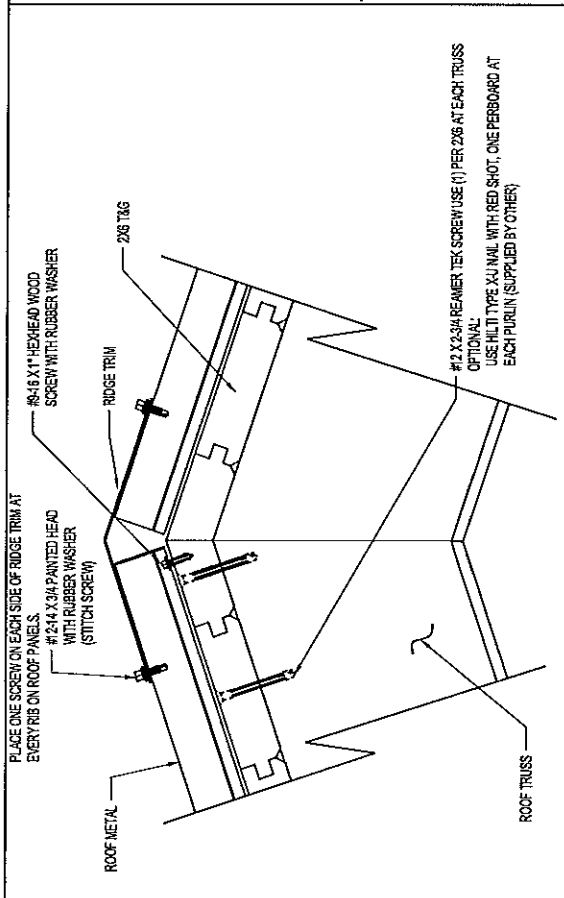 PLACE ONE SCREW ON EACH SIDE OF RIDGE TRIM AT
EVERY RIB ON ROOF PANELS.
#12-14 X 3/4 PAINTED HEAD
WITH RUBBER WASHER
(STITCH SCREW)
#9-16 X 1" HEXHEAD WOOD
SCREW WITH RUBBER WASHER
RIDGE TRIM
2X6 T&G
ROOF METAL
ROOF TRUSS
#12 X 2-3/4 REAMER TEK SCREW USE (1) PER 2X6 AT EACH TRUSS
OPTIONAL:
USE HILTI TYPE X-U NAIL WITH RED SHOT, ONE PERBOARD AT
EACH PURLIN (SUPPLIED BY OTHER)